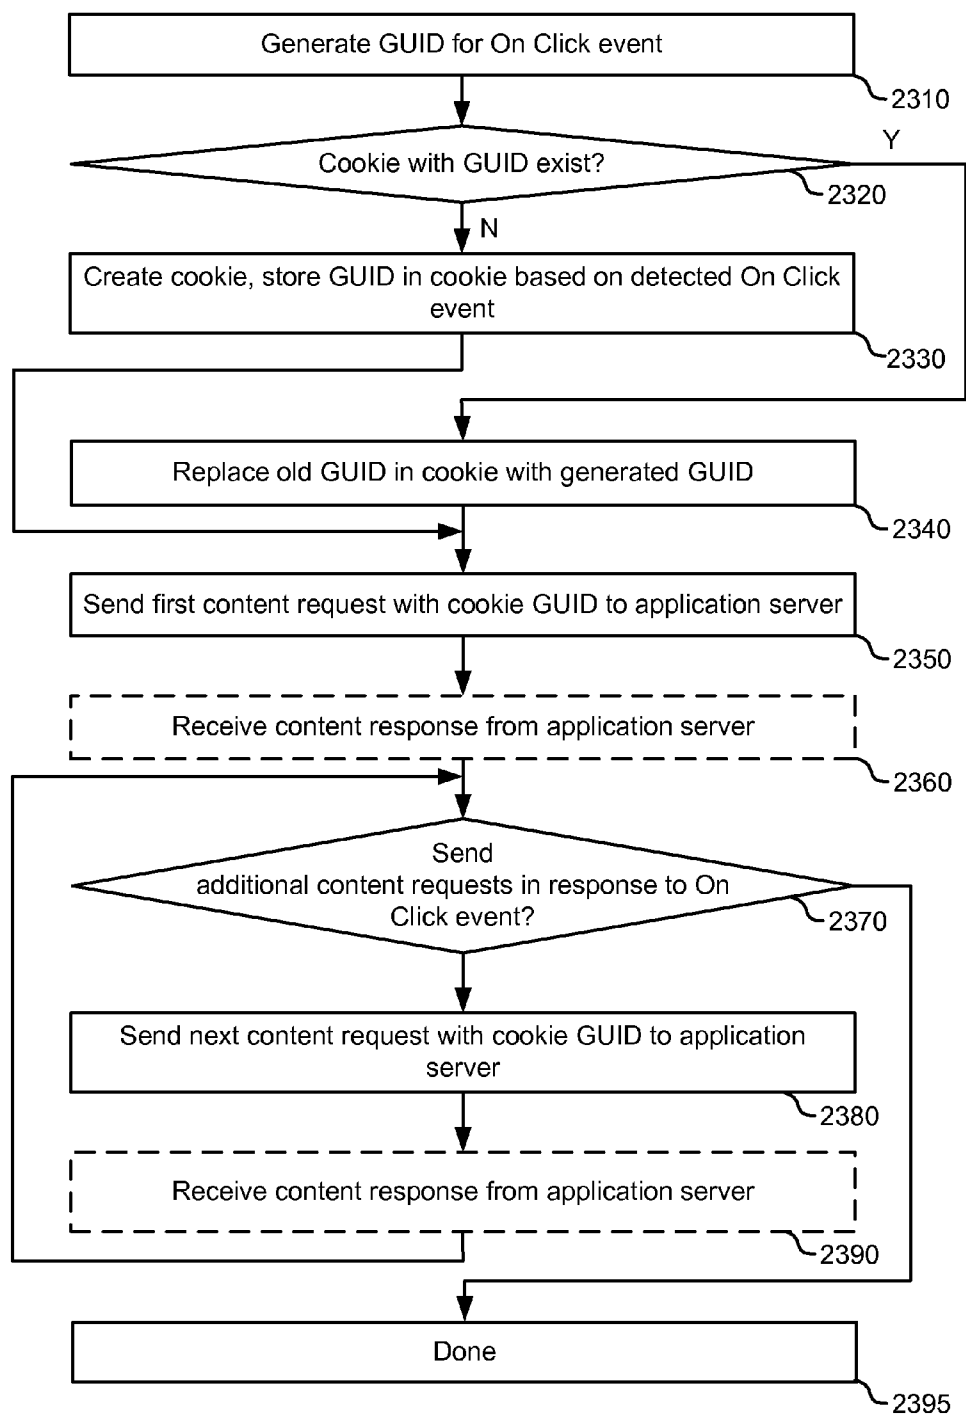 Generate GUID for On Click event
2310
Y
Cookie with GUID exist?
2320
N
Create cookie, store GUID in cookie based on detected On Click
event
2330
Replace old GUID in cookie with generated GUID
2340
Send first content request with cookie GUID to application server
2350
Receive content response from application server
2360
Send
additional content requests in response to On
Click event?
2370
Send next content request with cookie GUID to application
server
2380
Receive content response from application server
2390
Done
2395